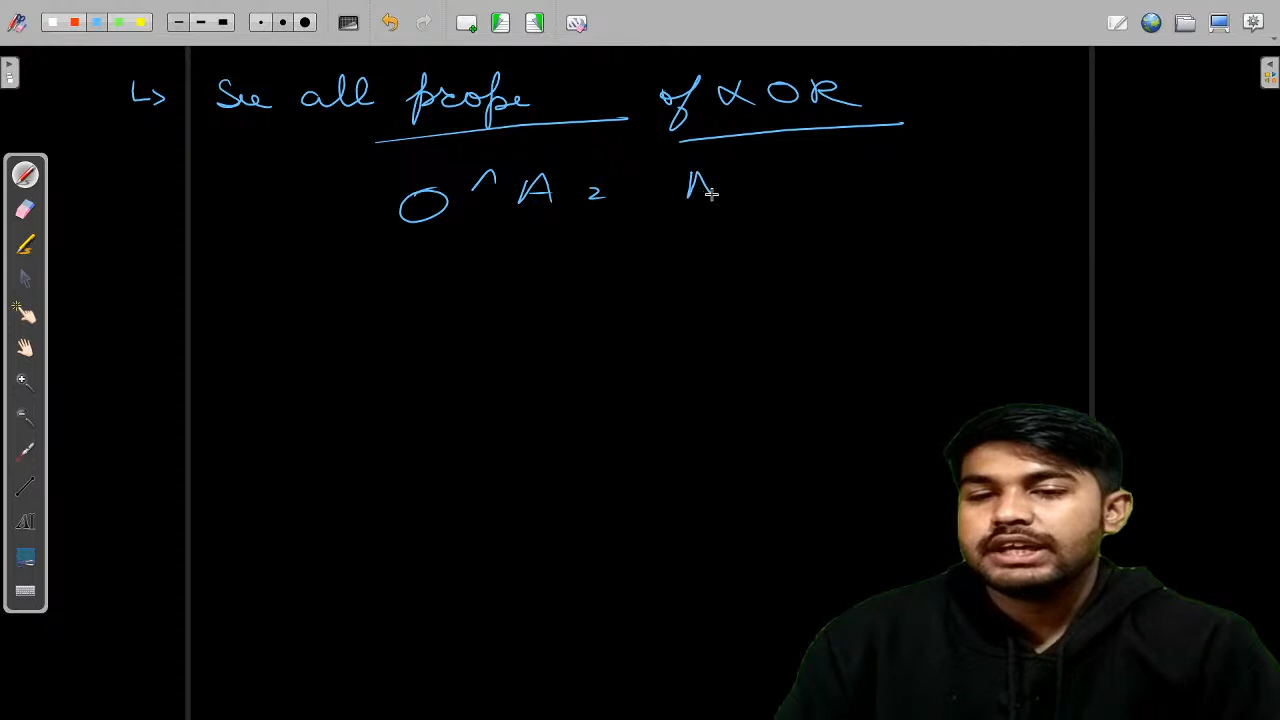 ↳ See all prope of XOR
0 ^ A = A